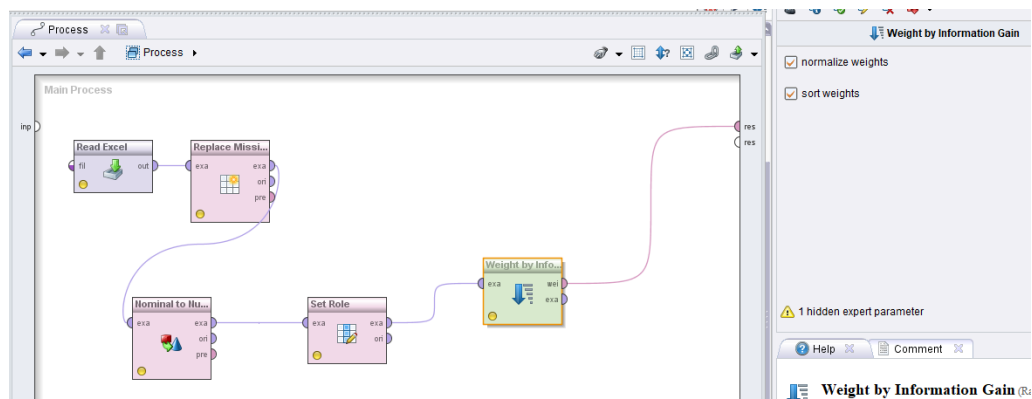 Process
Process
Weight by Information Gain
normalize weights
sort weights
Main Process
inp
res
res
Read Excel
fil
out
Replace Missi...
exa
exa
ori
pre
Weight by Info...
exa
wei
exa
Nominal to Nu...
exa
exa
ori
pre
Set Role
exa
exa
ori
1 hidden expert parameter
Help
Comment
Weight by Information Gain (Ra